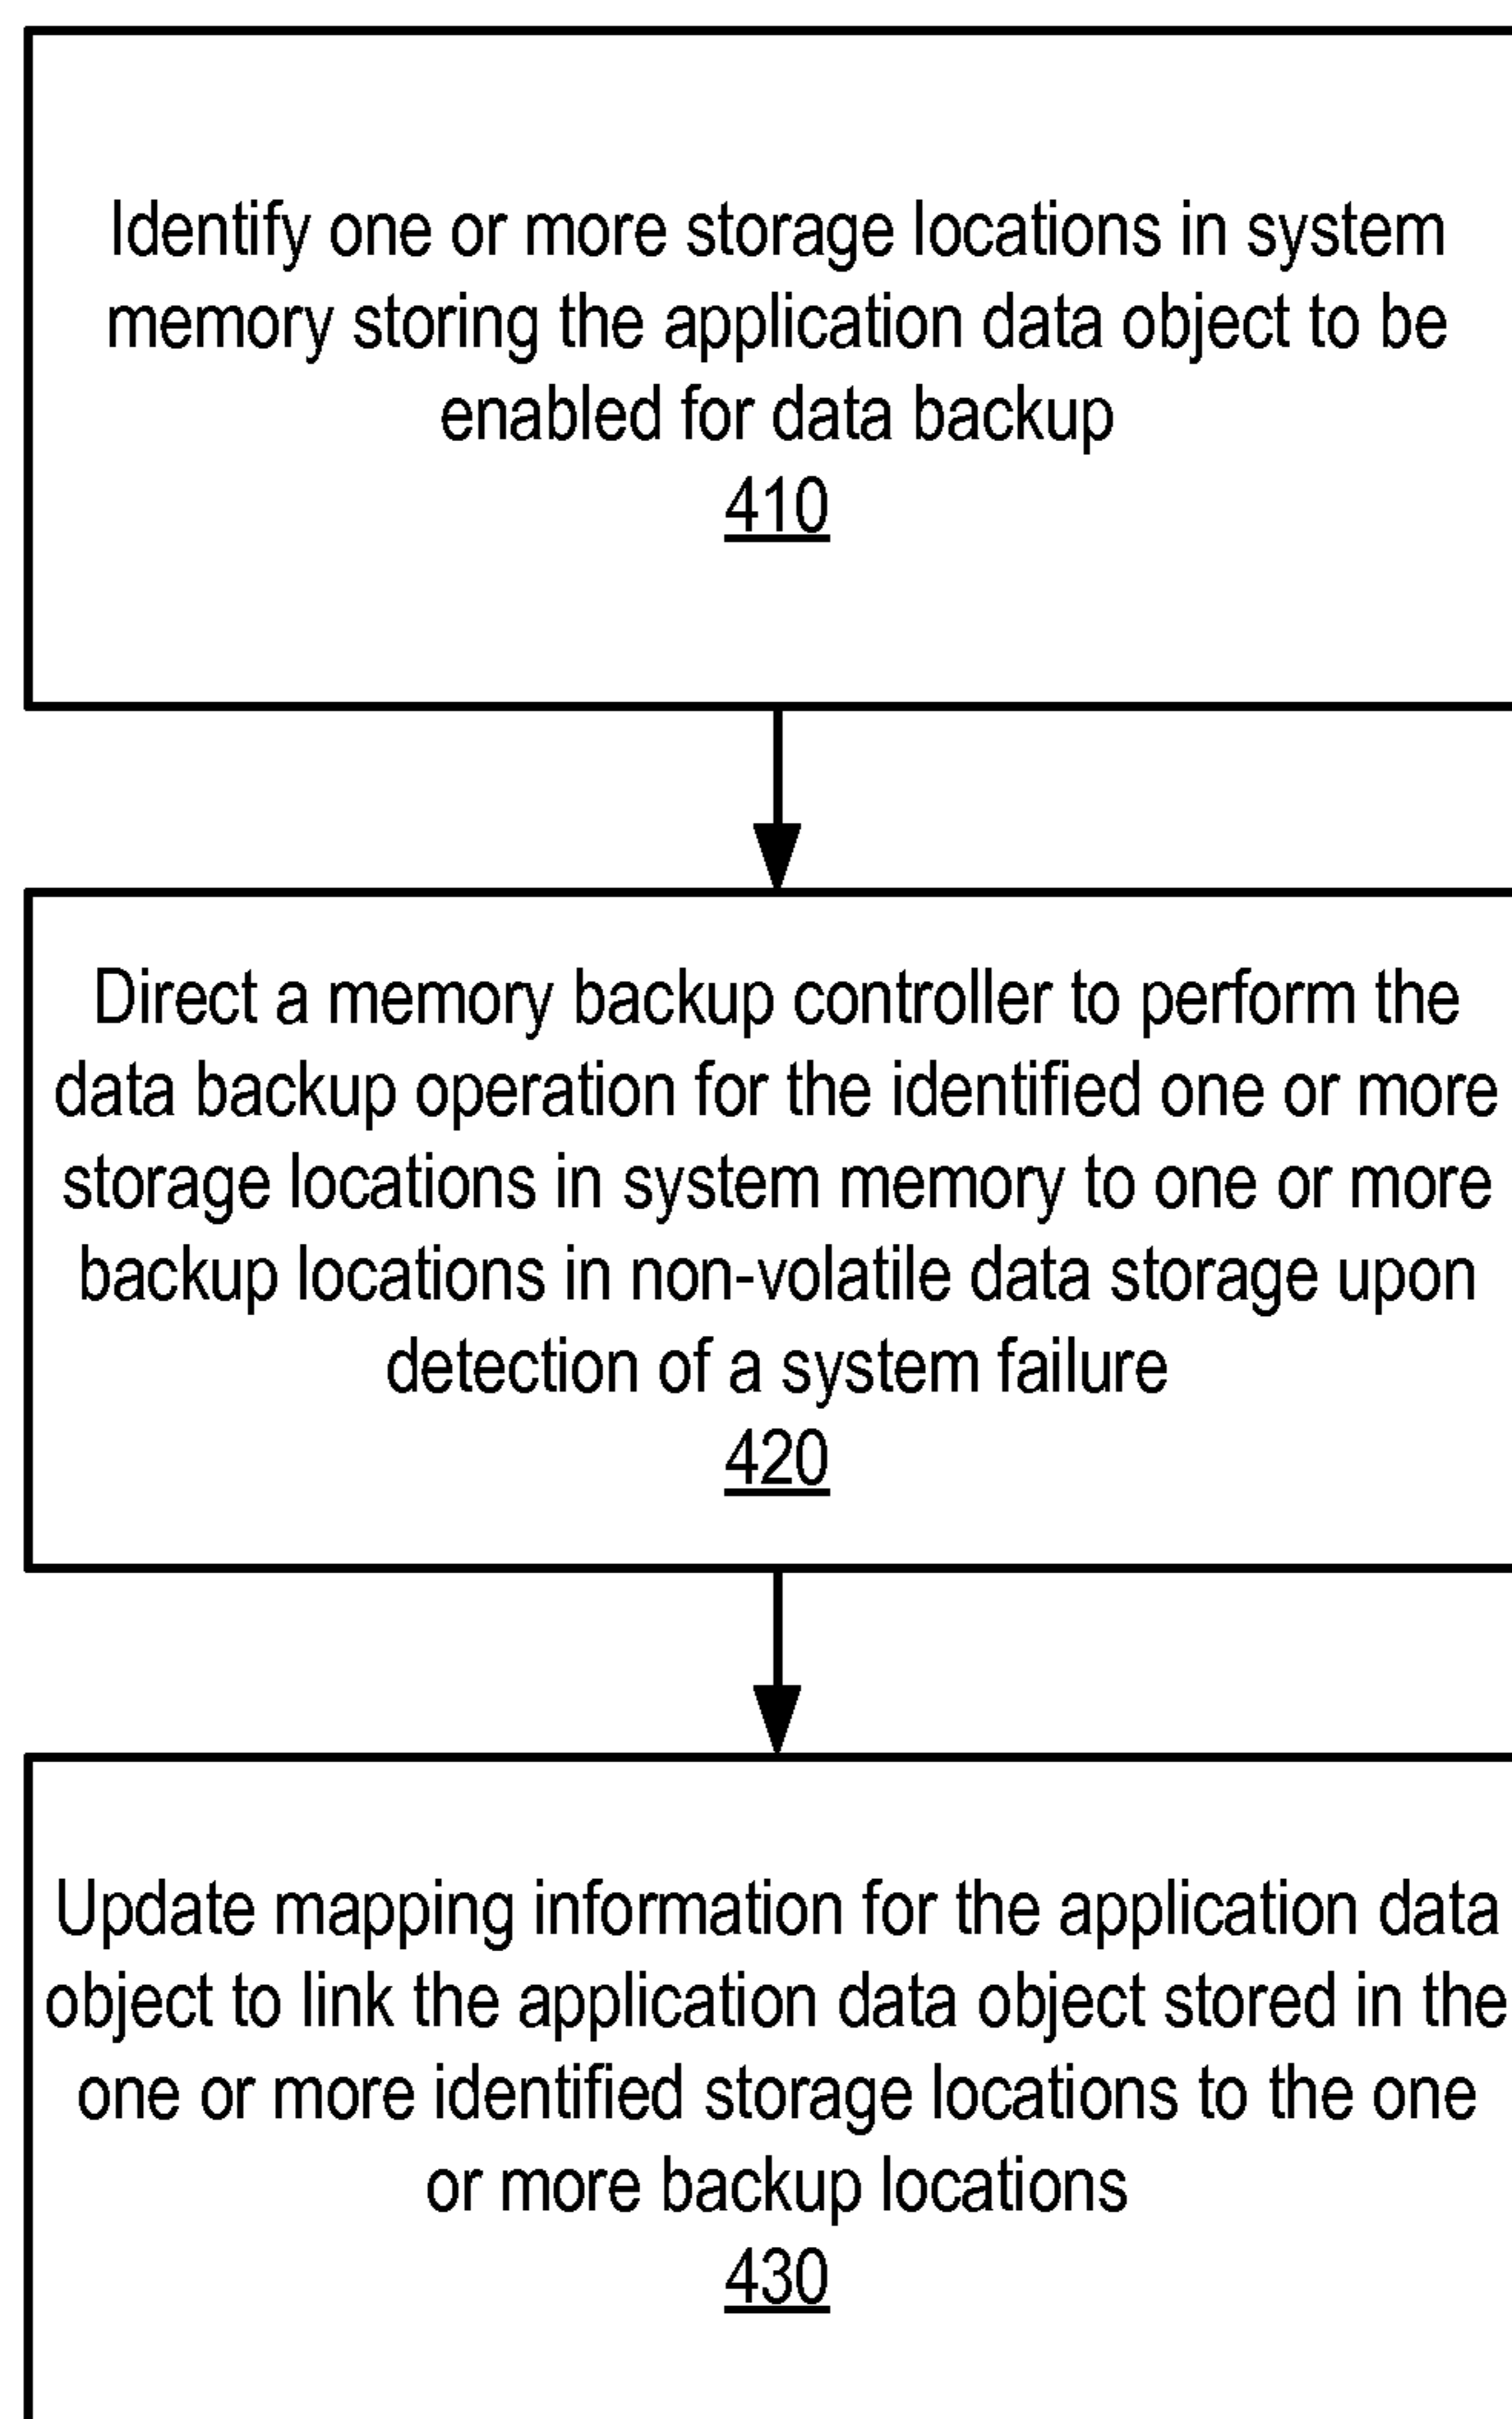 Identify one or more storage locations in system
memory storing the application data object to be
enabled for data backup
410
Direct a memory backup controller to perform the
data backup operation for the identified one or more
storage locations in system memory to one or more
backup locations in non-volatile data storage upon
detection of a system failure
420
Update mapping information for the application data
object to link the application data object stored in the
one or more identified storage locations to the one
or more backup locations
430